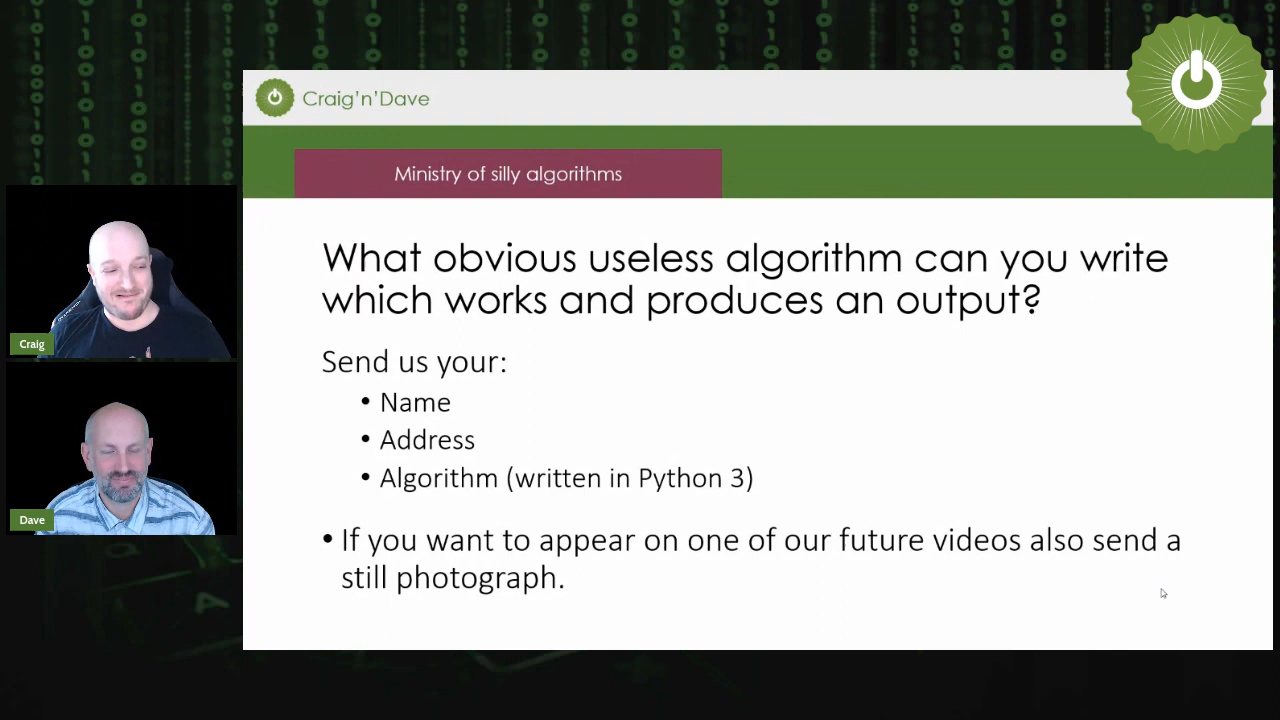 Craig'n'Dave
Ministry of silly algorithms
What obvious useless algorithm can you write
which works and produces an output?
Send us your:
• Name
• Address
• Algorithm (written in Python 3)
• If you want to appear on one of our future videos also send a
still photograph.
Craig
Dave